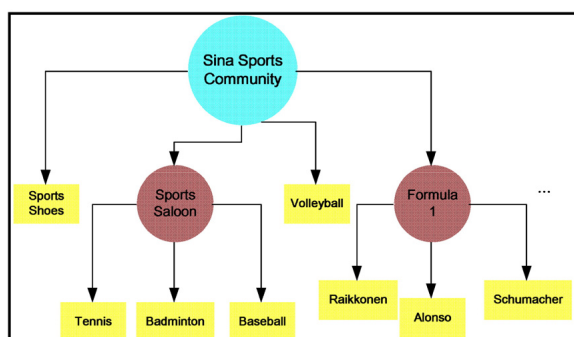 Sina Sports
Community
Sports
Shoes
Sports
Saloon
Volleyball
Formula
1
...
Tennis
Badminton
Baseball
Raikkonen
Alonso
Schumacher